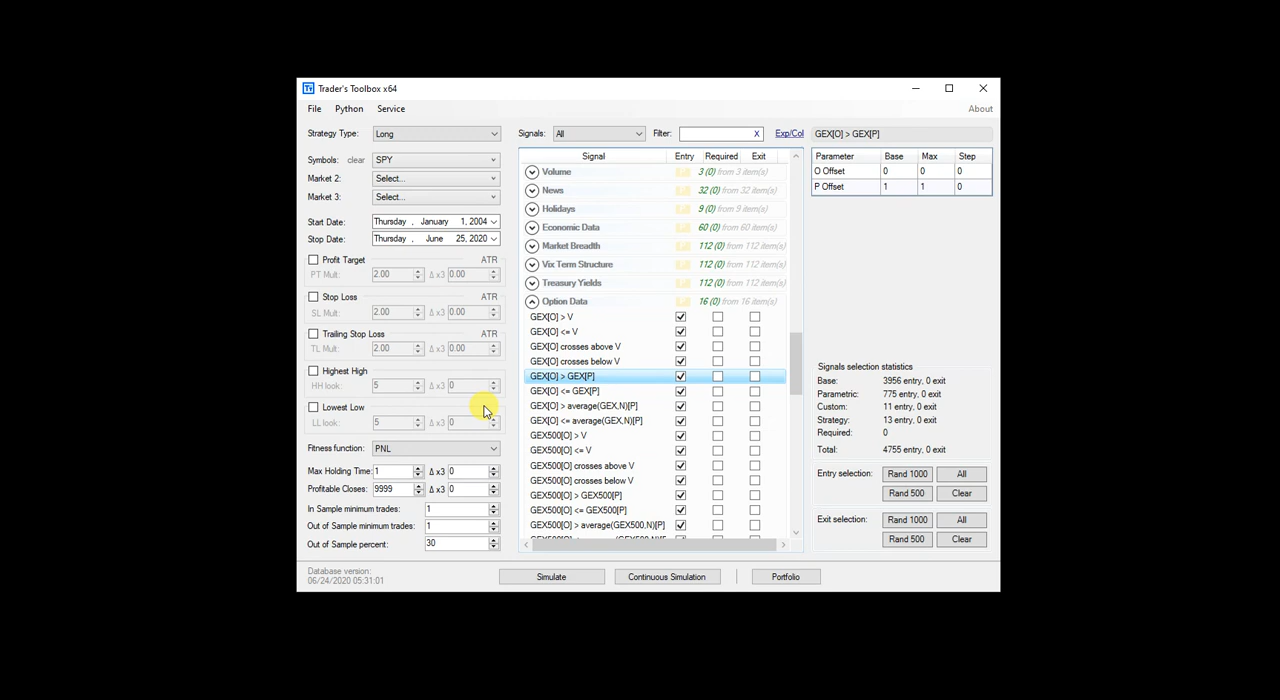 Trader's Toolbox x64
File Python Service About
Strategy Type: Long
Symbols: clear SPY
Market 2: Select...
Market 3: Select...
Start Date: Thursday , January 1, 2004
Stop Date: Thursday , June 25, 2020
Profit Target ATR
PT Mult: 2.00 Δ x3 0.00
Stop Loss ATR
SL Mult: 2.00 Δ x3 0.00
Trailing Stop Loss ATR
TL Mult: 2.00 Δ x3 0.00
Highest High
HH look: 5 Δ x3 0
Lowest Low
LL look: 5 Δ x3 0
Fitness function: PNL
Max Holding Time: 1 Δ x3 0
Profitable Closes: 9999 Δ x3 0
In Sample minimum trades: 1
Out of Sample minimum trades: 1
Out of Sample percent: 30
Signals: All Filter: X Exp/Col
Signal Entry Required Exit
Volume P 3 (0) from 3 item(s)
News P 32 (0) from 32 item(s)
Holidays P 9 (0) from 9 item(s)
Economic Data P 60 (0) from 60 item(s)
Market Breadth P 112 (0) from 112 item(s)
Vix Term Structure P 112 (0) from 112 item(s)
Treasury Yields P 112 (0) from 112 item(s)
Option Data P 16 (0) from 16 item(s)
GEX[O] > V
GEX[O] <= V
GEX[O] crosses above V
GEX[O] crosses below V
GEX[O] > GEX[P]
GEX[O] <= GEX[P]
GEX[O] > average(GEX,N)[P]
GEX[O] <= average(GEX,N)[P]
GEX500[O] > V
GEX500[O] <= V
GEX500[O] crosses above V
GEX500[O] crosses below V
GEX500[O] > GEX500[P]
GEX500[O] <= GEX500[P]
GEX500[O] > average(GEX500,N)[P]
GEX[O] > GEX[P]
Parameter Base Max Step
O Offset 0 0 0
P Offset 1 1 0
Signals selection statistics
Base: 3956 entry, 0 exit
Parametric: 775 entry, 0 exit
Custom: 11 entry, 0 exit
Strategy: 13 entry, 0 exit
Required: 0
Total: 4755 entry, 0 exit
Entry selection: Rand 1000 All
Rand 500 Clear
Exit selection: Rand 1000 All
Rand 500 Clear
Database version:
06/24/2020 05:31:01
Simulate Continuous Simulation Portfolio